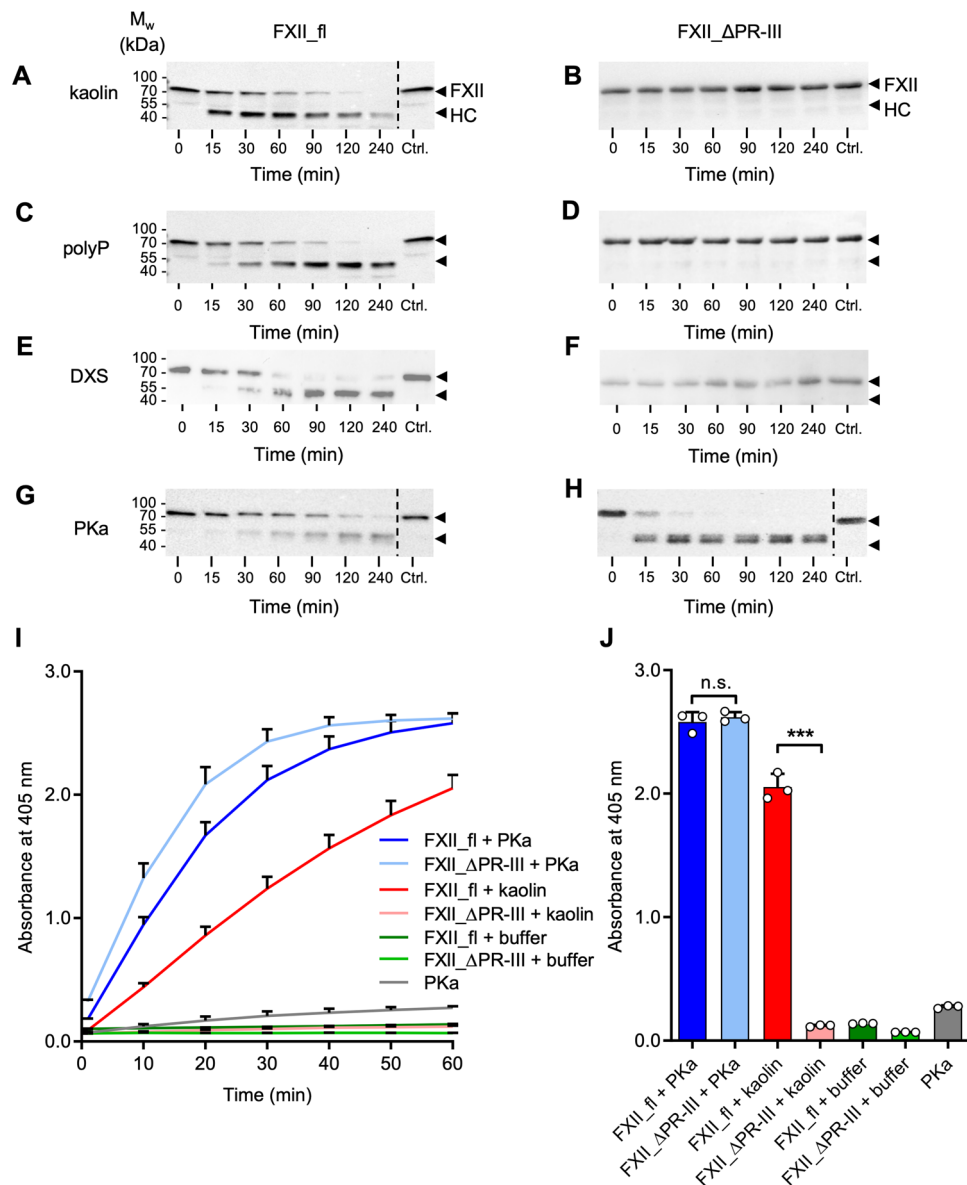 Mw
(kDa)
FXII_fl
FXII_ΔPR-III
A
kaolin
100
70
55
40
FXII
HC
0 15 30 60 90 120 240 Ctrl.
Time (min)
B
FXII
HC
0 15 30 60 90 120 240 Ctrl.
Time (min)
C
polyP
100
70
55
40
0 15 30 60 90 120 240 Ctrl.
Time (min)
D
0 15 30 60 90 120 240 Ctrl.
Time (min)
E
DXS
100
70
55
40
0 15 30 60 90 120 240 Ctrl.
Time (min)
F
0 15 30 60 90 120 240 Ctrl.
Time (min)
G
PKa
100
70
55
40
0 15 30 60 90 120 240 Ctrl.
Time (min)
H
0 15 30 60 90 120 240 Ctrl.
Time (min)
I
Absorbance at 405 nm
3.0
2.0
1.0
0.0
0 10 20 30 40 50 60
Time (min)
FXII_fl + PKa
FXII_ΔPR-III + PKa
FXII_fl + kaolin
FXII_ΔPR-III + kaolin
FXII_fl + buffer
FXII_ΔPR-III + buffer
PKa
J
Absorbance at 405 nm
3.0
2.0
1.0
0.0
n.s.
***
FXII_fl + PKa
FXII_ΔPR-III + PKa
FXII_fl + kaolin
FXII_ΔPR-III + kaolin
FXII_fl + buffer
FXII_ΔPR-III + buffer
PKa